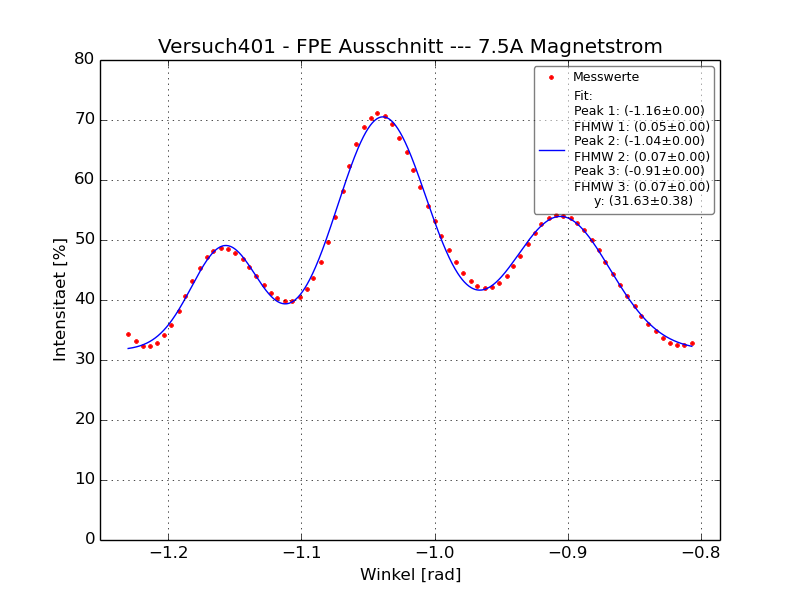 Versuch401 - FPE Ausschnitt --- 7.5A Magnetstrom
80
70
60
50
40
30
20
10
0
Intensitaet [%]
Messwerte
Fit:
Peak 1: (-1.16±0.00)
FHMW 1: (0.05±0.00)
Peak 2: (-1.04±0.00)
FHMW 2: (0.07±0.00)
Peak 3: (-0.91±0.00)
FHMW 3: (0.07±0.00)
y: (31.63±0.38)
−1.2 −1.1 −1.0 −0.9 −0.8
Winkel [rad]